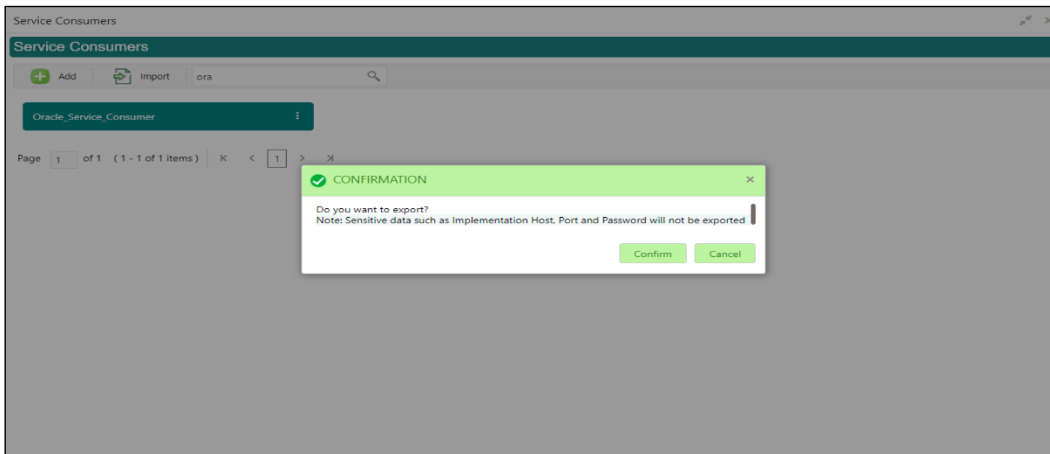 Service Consumers
Service Consumers
Add Import ora
Oracle_Service_Consumer
Page 1 of 1 (1 - 1 of 1 items) K < 1 > >|
CONFIRMATION
Do you want to export?
Note: Sensitive data such as Implementation Host, Port and Password will not be exported
Confirm Cancel